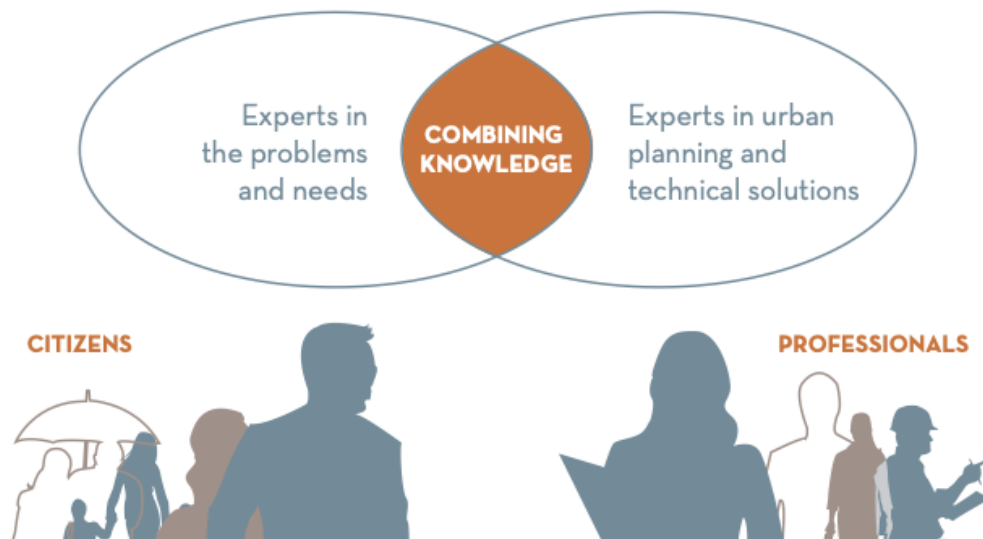 Experts in
the problems
and needs
COMBINING
KNOWLEDGE
Experts in urban
planning and
technical solutions
CITIZENS
PROFESSIONALS